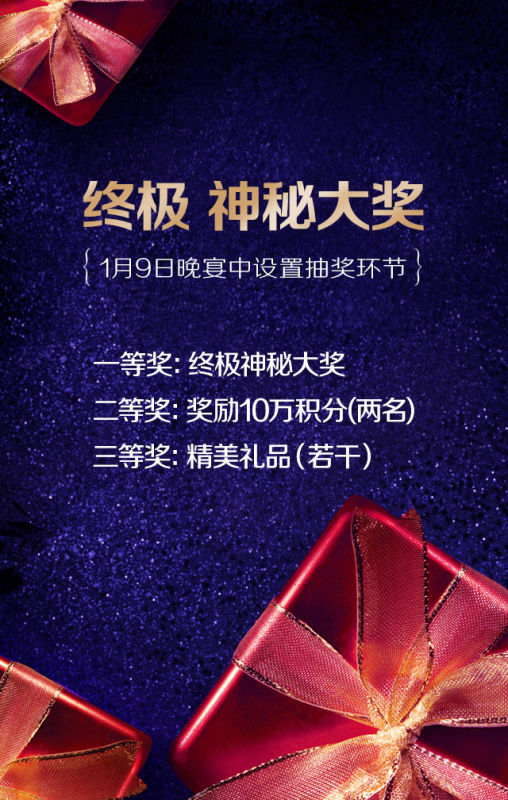 终极 神秘大奖
{1月9日晚宴中设置抽奖环节}
一等奖: 终极神秘大奖
二等奖: 奖励10万积分(两名)
三等奖: 精美礼品（若干）